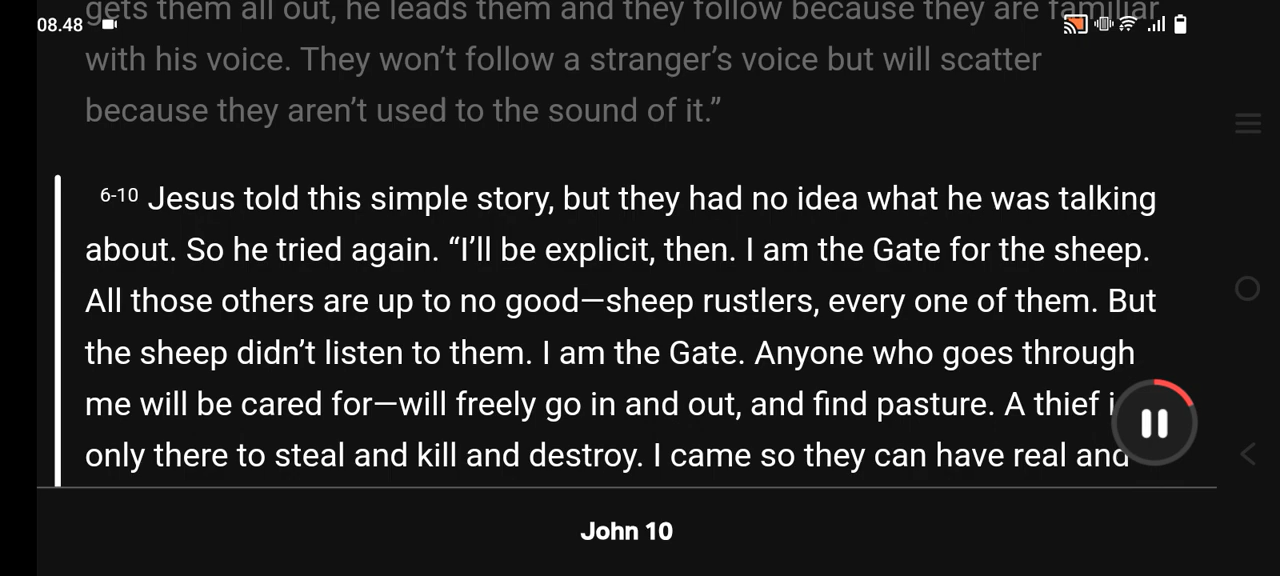 gets them all out, he leads them and they follow because they are familiar
08.48
with his voice. They won’t follow a stranger’s voice but will scatter
because they aren’t used to the sound of it.”
6-10 Jesus told this simple story, but they had no idea what he was talking
about. So he tried again. “I’ll be explicit, then. I am the Gate for the sheep.
All those others are up to no good—sheep rustlers, every one of them. But
the sheep didn’t listen to them. I am the Gate. Anyone who goes through
me will be cared for—will freely go in and out, and find pasture. A thief
only there to steal and kill and destroy. I came so they can have real and
John 10